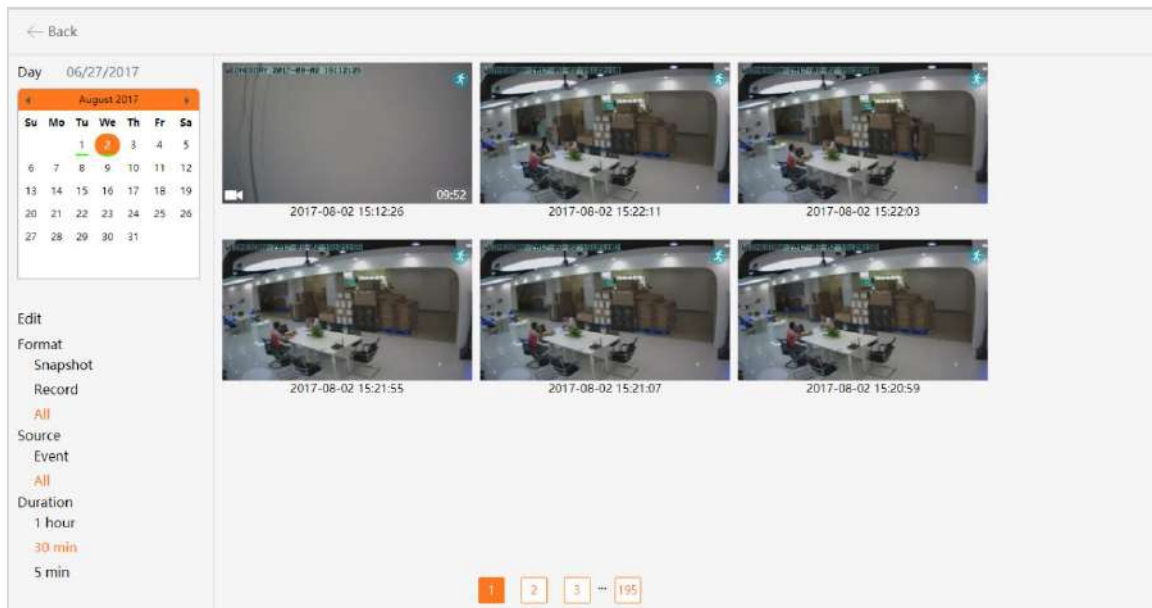 Back
Day 06/27/2017
August 2017
Su Mo Tu We Th Fr Sa
1 2 3 4 5
6 7 8 9 10 11 12
13 14 15 16 17 18 19
20 21 22 23 24 25 26
27 28 29 30 31
Edit
Format
Snapshot
Record
All
Source
Event
All
Duration
1 hour
30 min
5 min
09:52
2017-08-02 15:12:26
2017-08-02 15:22:11
2017-08-02 15:22:03
2017-08-02 15:21:55
2017-08-02 15:21:07
2017-08-02 15:20:59
1 2 3 ... 195